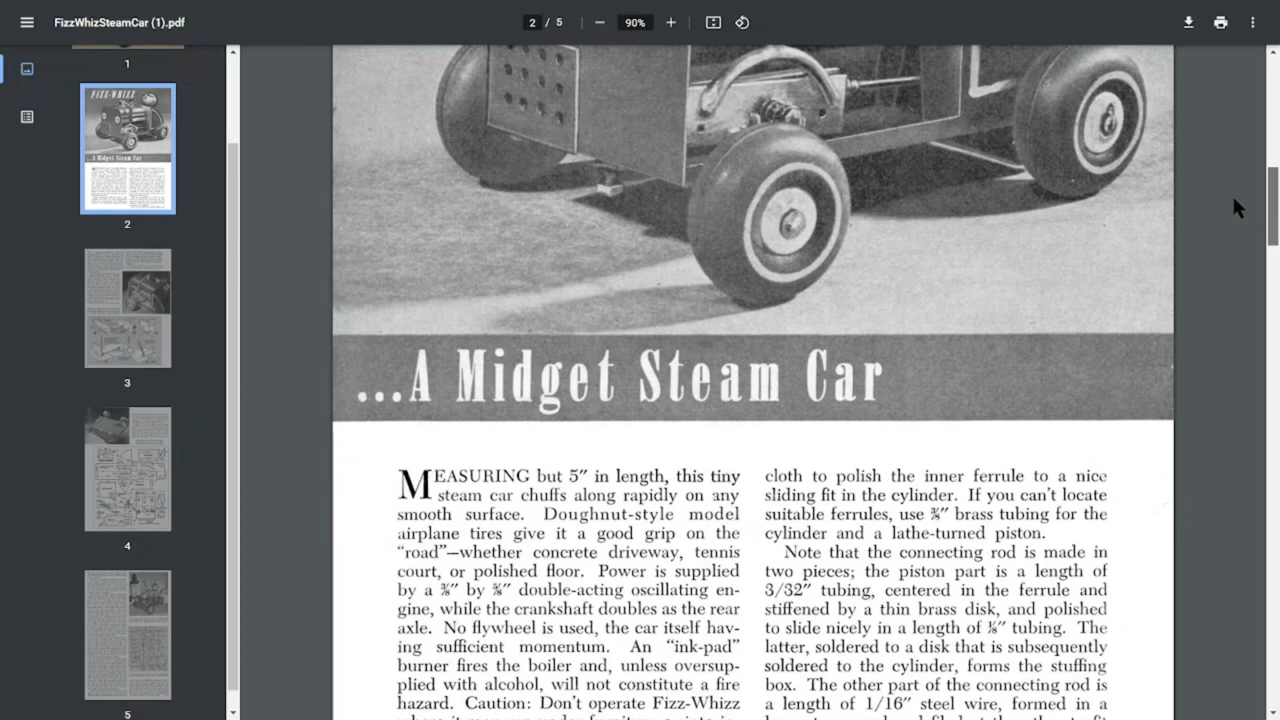 FizzWhizSteamCar (1).pdf
2 / 5
90%
1
FIZZ-WHIZZ
...A Midget Steam Car
2
3
4
5
...A Midget Steam Car
MEASURING but 5″ in length, this tiny
steam car chuffs along rapidly on any
smooth surface. Doughnut-style model
airplane tires give it a good grip on the
“road”—whether concrete driveway, tennis
court, or polished floor. Power is supplied
by a by double-acting oscillating en-
gine, while the crankshaft doubles as the rear
axle. No flywheel is used, the car itself hav-
ing sufficient momentum. An “ink-pad”
burner fires the boiler and, unless oversup-
plied with alcohol, will not constitute a fire
hazard. Caution: Don't operate Fizz-Whizz
cloth to polish the inner ferrule to a nice
sliding fit in the cylinder. If you can't locate
suitable ferrules, use brass tubing for the
cylinder and a lathe-turned piston.
Note that the connecting rod is made in
two pieces; the piston part is a length of
3/32″ tubing, centered in the ferrule and
stiffened by a thin brass disk, and polished
to slide nicely in a length of ⅛″ tubing. The
latter, soldered to a disk that is subsequently
soldered to the cylinder, forms the stuffing
box. The other part of the connecting rod is
a length of 1/16″ steel wire, formed in a